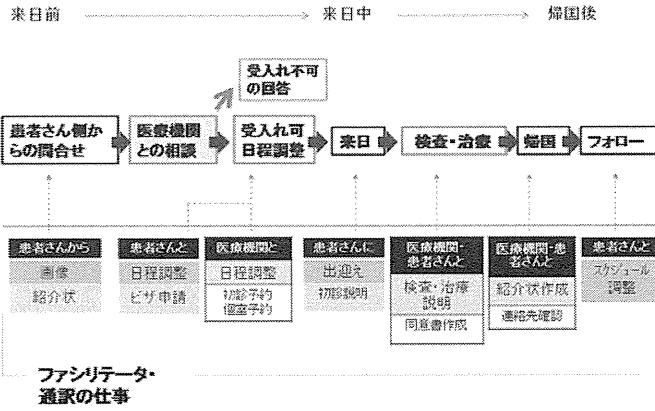 来日前
来日中
帰国後
受入れ不可
の回答
患者さん側か
らの問合せ
医療機関
との相談
受入れ可
日程調整
来日
検査・治療
帰国
フォロー
患者さんから
画像
紹介状
患者さんと
日程調整
ビザ申請
医療機関と
日程調整
初診予約
個室予約
患者さんに
出迎え
初診説明
医療機関・
患者さんと
検査・治療
説明
同意書作成
医療機関・患
者さんと
紹介状作成
連絡先確認
患者さんと
スケジュール
調整
ファシリテータ・
通訳の仕事